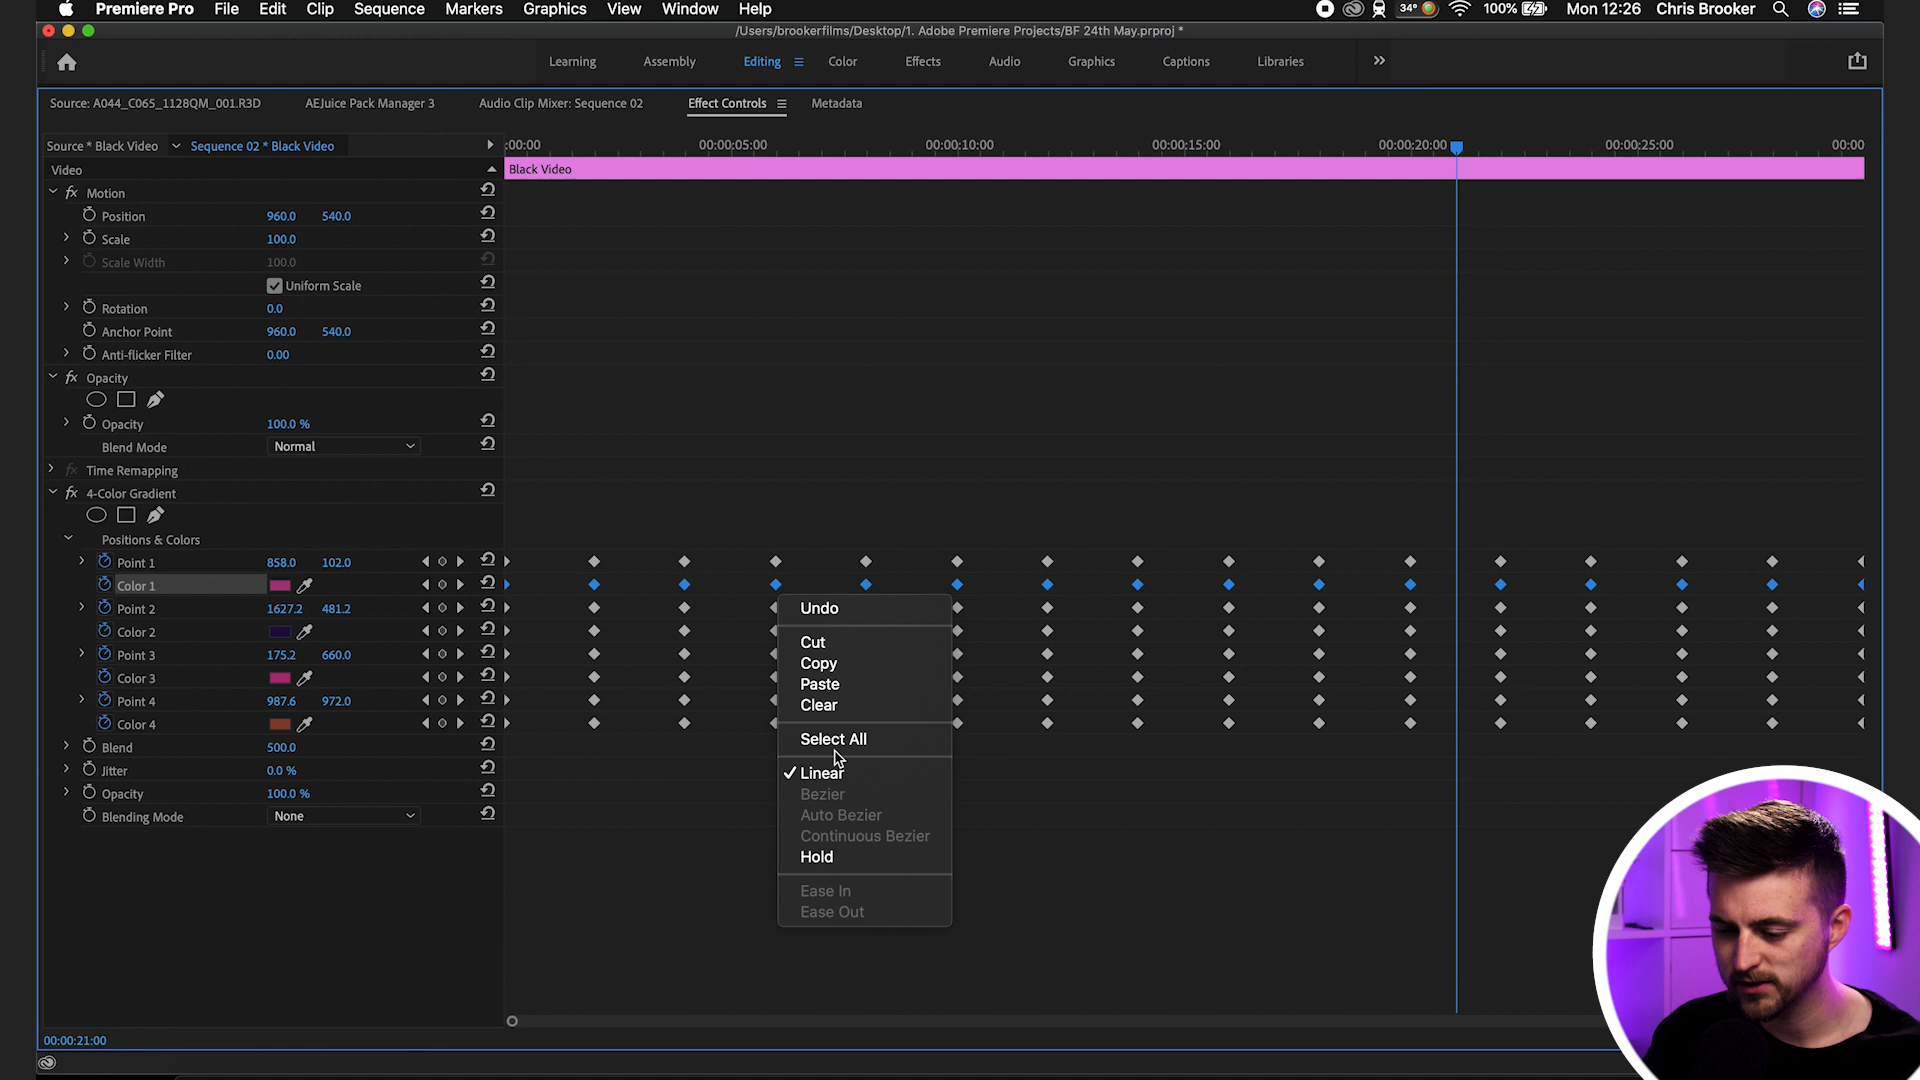 Premiere Pro File Edit Clip Sequence Markers Graphics View Window Help 34° 100% Mon 12:26 Chris Brooker
/Users/brookerfilms/Desktop/1. Adobe Premiere Projects/BF 24th May.prproj *
Learning Assembly Editing Color Effects Audio Graphics Captions Libraries
Source: A044_C065_1128QM_001.R3D AEJuice Pack Manager 3 Audio Clip Mixer: Sequence 02 Effect Controls Metadata
Source * Black Video Sequence 02 * Black Video :00:00 00:00:05:00 00:00:10:00 00:00:15:00 00:00:20:00 00:00:25:00 00:00
Video Black Video
fx Motion
Position 960.0 540.0
Scale 100.0
Scale Width 100.0
Uniform Scale
Rotation 0.0
Anchor Point 960.0 540.0
Anti-flicker Filter 0.00
fx Opacity
Opacity 100.0 %
Blend Mode Normal
fx Time Remapping
fx 4-Color Gradient
Positions & Colors
Point 1 858.0 102.0
Color 1
Point 2 1627.2 481.2
Color 2
Point 3 175.2 660.0
Color 3
Point 4 987.6 972.0
Color 4
Blend 500.0
Jitter 0.0 %
Opacity 100.0 %
Blending Mode None
Undo
Cut
Copy
Paste
Clear
Select All
Linear
Bezier
Auto Bezier
Continuous Bezier
Hold
Ease In
Ease Out
00:00:21:00